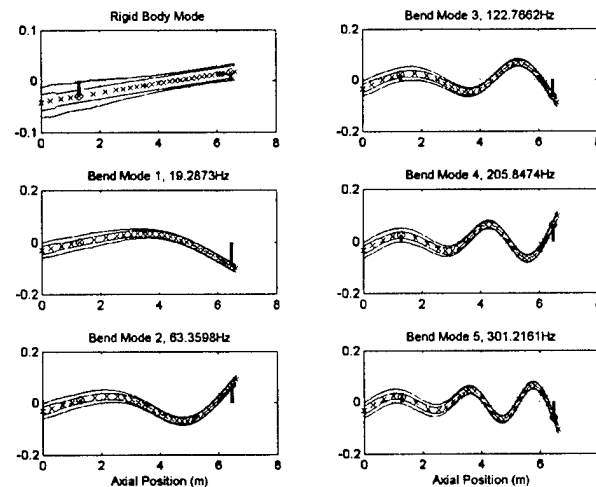 Rigid Body Mode
0.1
0
-0.1
0 2 4 6 8
Bend Mode 1, 19.2873Hz
0.2
0
-0.2
0 2 4 6 8
Bend Mode 2, 63.3598Hz
0.2
0
-0.2
0 2 4 6 8
Axial Position (m)
Bend Mode 3, 122.7662Hz
0.2
0
-0.2
0 2 4 6 8
Bend Mode 4, 205.8474Hz
0.2
0
-0.2
0 2 4 6 8
Bend Mode 5, 301.2161Hz
0.2
0
-0.2
0 2 4 6 8
Axial Position (m)